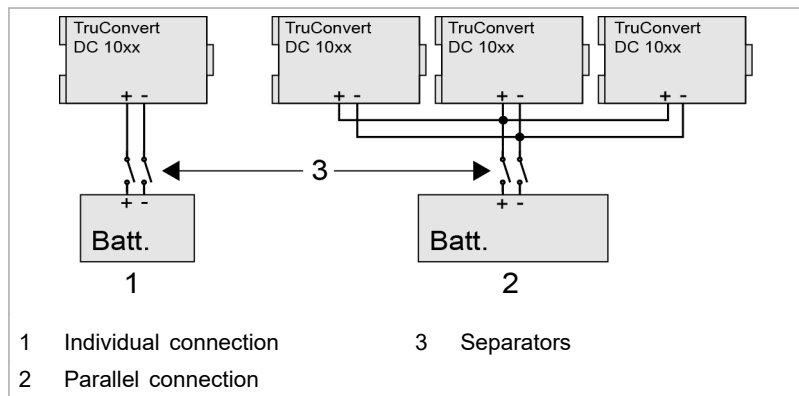 TruConvert
DC 10xx
+ -
TruConvert
DC 10xx
+ -
TruConvert
DC 10xx
+ -
TruConvert
DC 10xx
+ -
3
+ -
Batt.
1
+ -
Batt.
2
1 Individual connection
2 Parallel connection
3 Separators